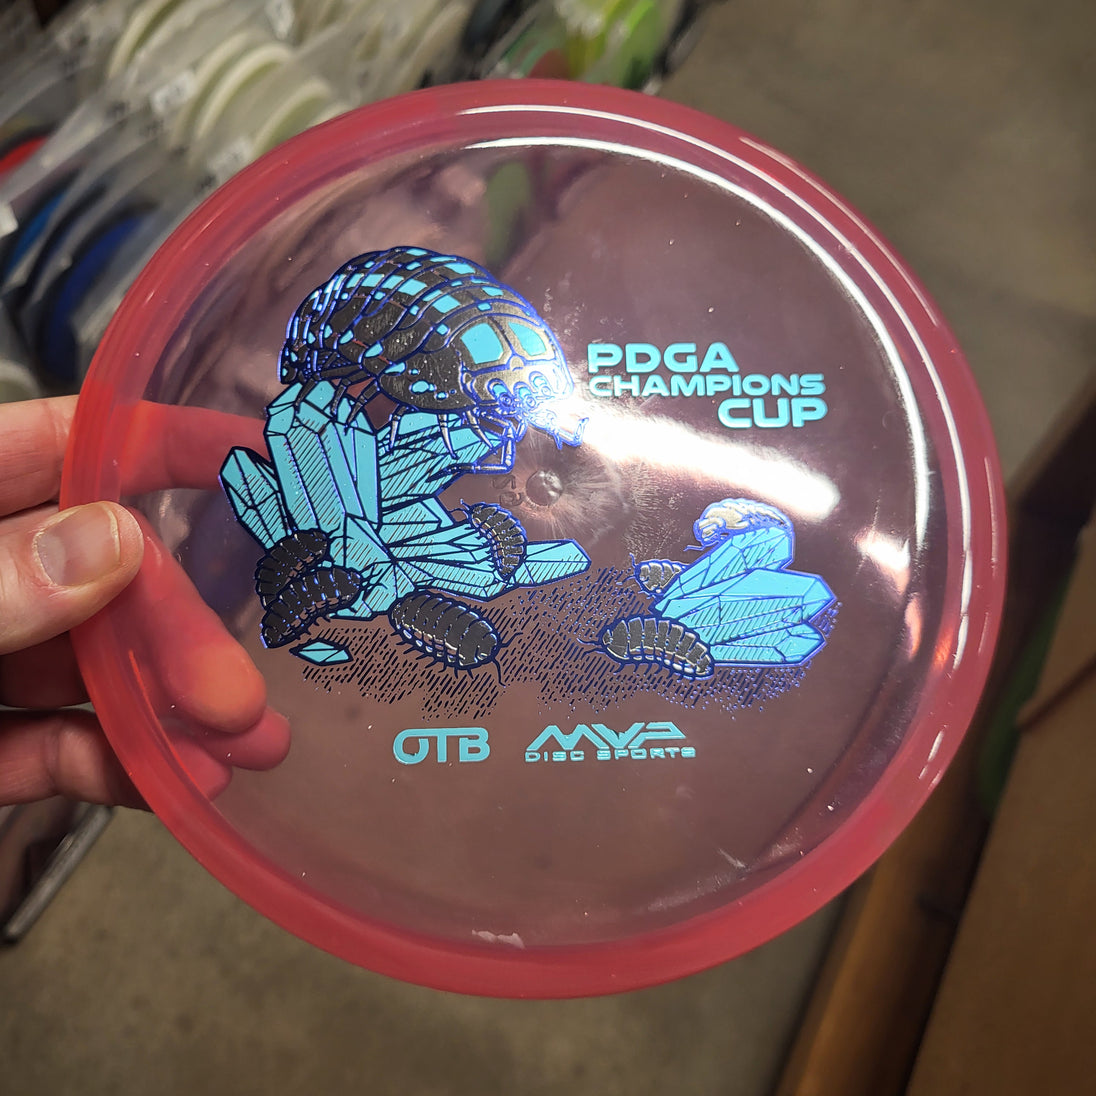 PDGA
CHAMPIONS
CUP
OTB
MVP
DISC SPORTS